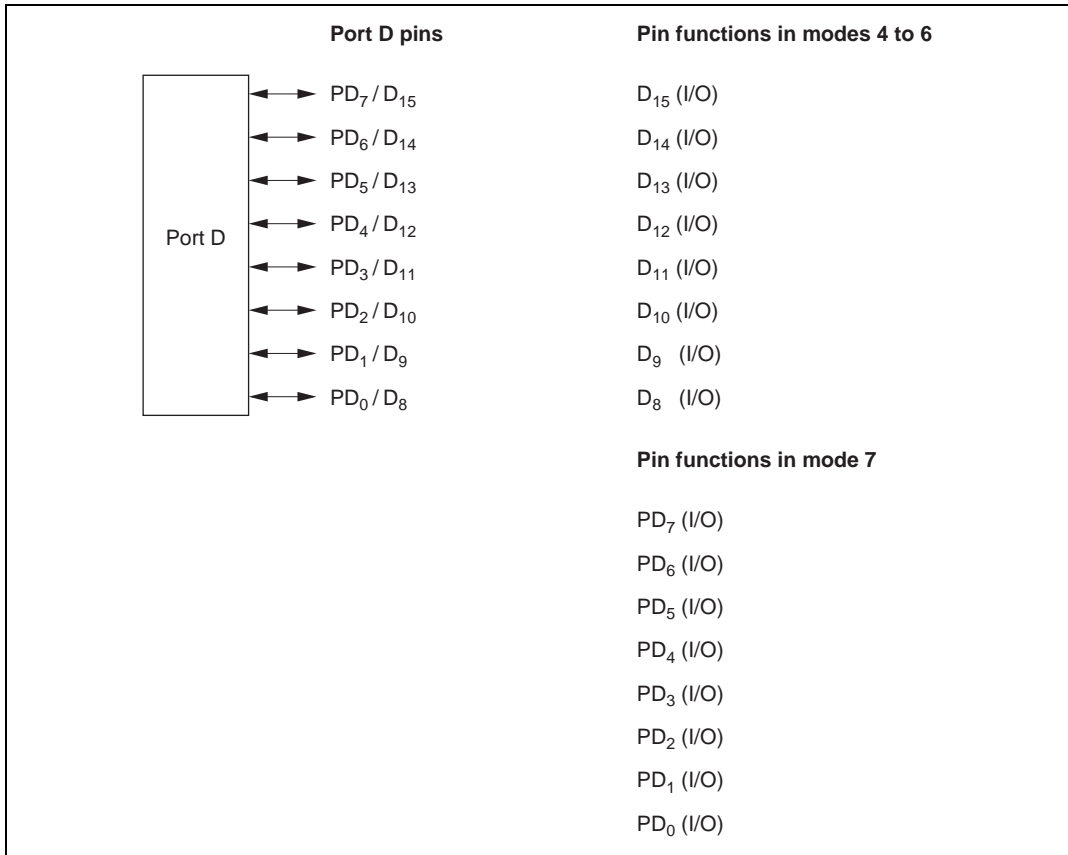 Port D pins Pin functions in modes 4 to 6
Port D
PD₇ / D₁₅ D₁₅ (I/O)
PD₆ / D₁₄ D₁₄ (I/O)
PD₅ / D₁₃ D₁₃ (I/O)
PD₄ / D₁₂ D₁₂ (I/O)
PD₃ / D₁₁ D₁₁ (I/O)
PD₂ / D₁₀ D₁₀ (I/O)
PD₁ / D₉ D₉ (I/O)
PD₀ / D₈ D₈ (I/O)
Pin functions in mode 7
PD₇ (I/O)
PD₆ (I/O)
PD₅ (I/O)
PD₄ (I/O)
PD₃ (I/O)
PD₂ (I/O)
PD₁ (I/O)
PD₀ (I/O)